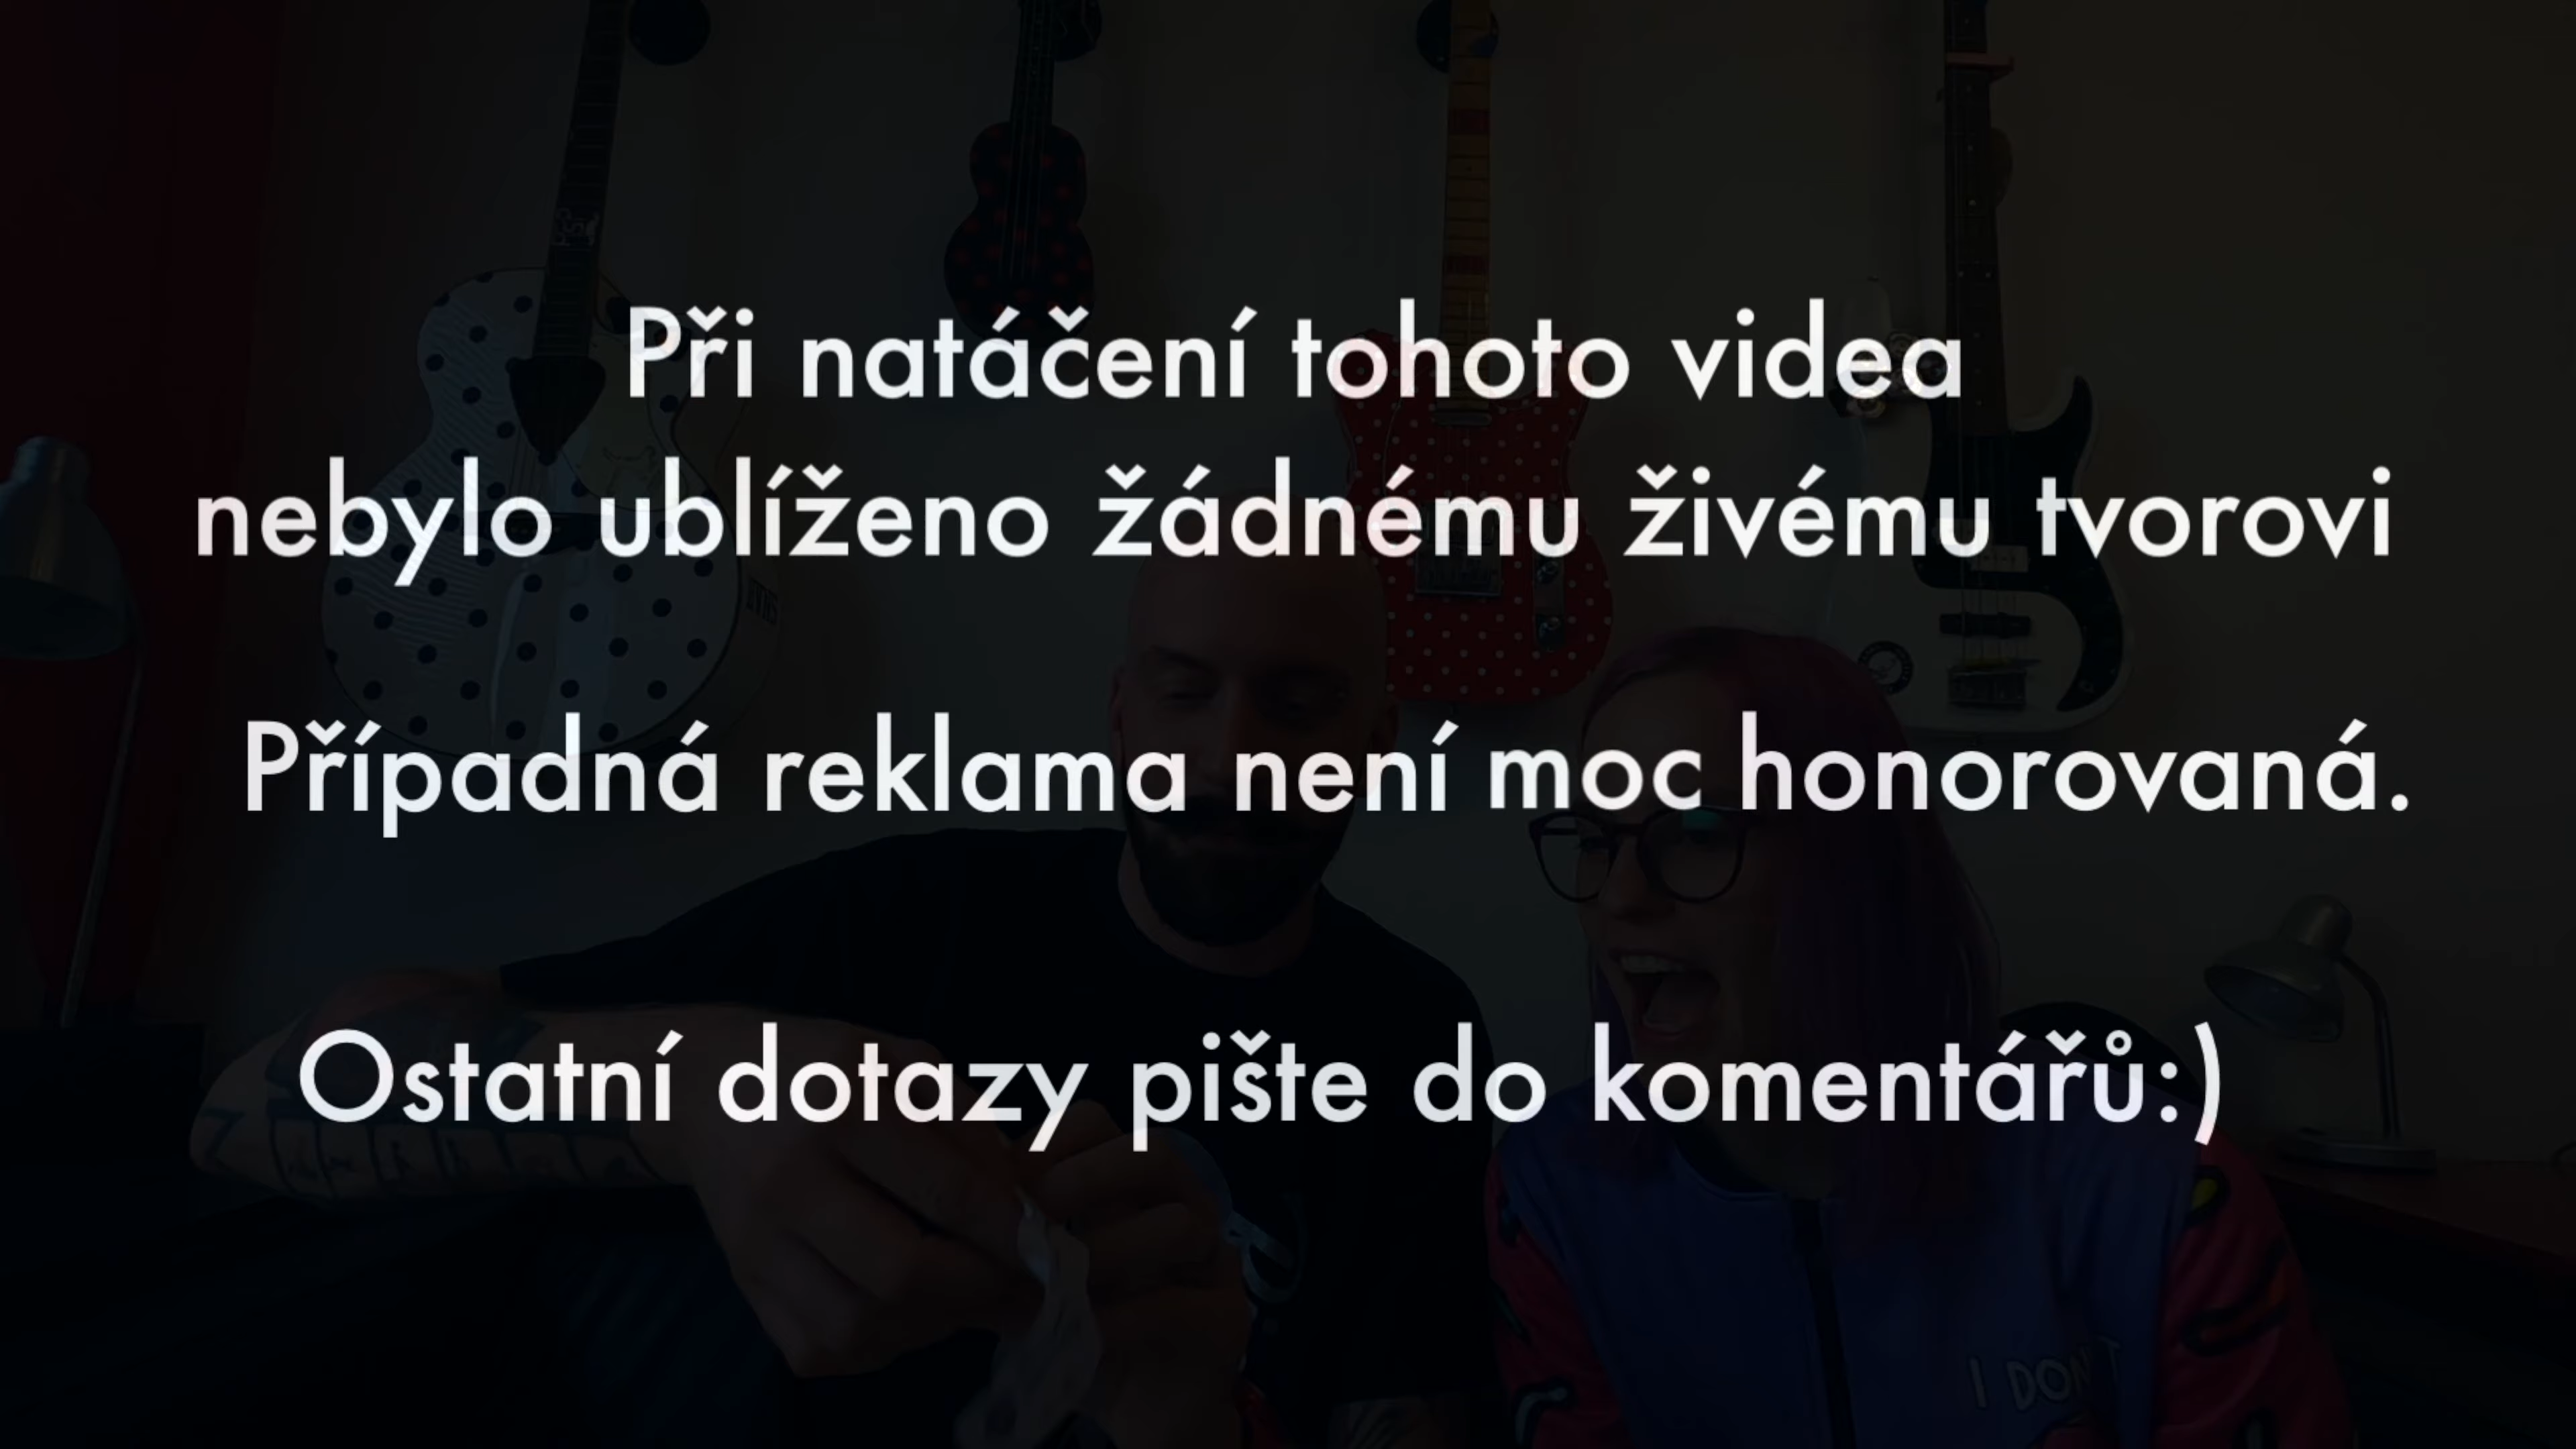 Při natáčení tohoto videa
nebylo ublíženo žádnému živému tvorovi
Případná reklama není moc honorovaná.
Ostatní dotazy pište do komentářů:)
I DON'T